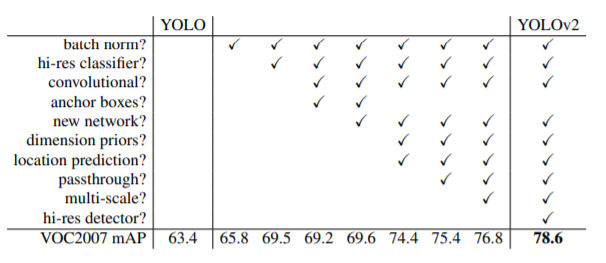 YOLO YOLOv2
batch norm? ✓ ✓ ✓ ✓ ✓ ✓ ✓ ✓
hi-res classifier? ✓ ✓ ✓ ✓ ✓ ✓ ✓
convolutional? ✓ ✓ ✓ ✓ ✓ ✓
anchor boxes? ✓ ✓
new network? ✓ ✓ ✓ ✓ ✓
dimension priors? ✓ ✓ ✓ ✓
location prediction? ✓ ✓ ✓ ✓
passthrough? ✓ ✓ ✓
multi-scale? ✓ ✓
hi-res detector? ✓
VOC2007 mAP 63.4 65.8 69.5 69.2 69.6 74.4 75.4 76.8 78.6